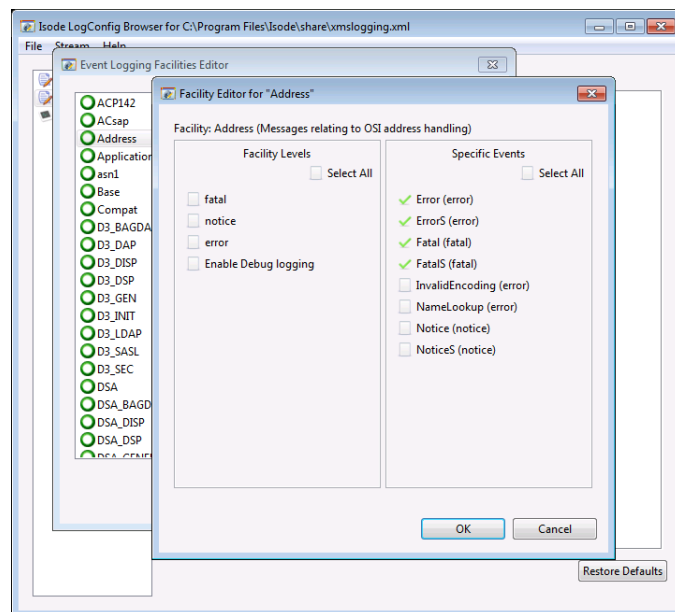 Isode LogConfig Browser for C:\Program Files\Isode\share\xmslogging.xml
File Stream Help
Event Logging Facilities Editor
Facility Editor for "Address"
ACP142
ACsap
Address
Application
asn1
Base
Compat
D3_BAGDA
D3_DAP
D3_DISP
D3_DSP
D3_GEN
D3_INIT
D3_LDAP
D3_SASL
D3_SEC
DSA
DSA_BAGD
DSA_DISP
DSA_DSP
DSA_GENE
Facility: Address (Messages relating to OSI address handling)
Facility Levels
Select All
fatal
notice
error
Enable Debug logging
Specific Events
Select All
Error (error)
ErrorS (error)
Fatal (fatal)
FatalS (fatal)
InvalidEncoding (error)
NameLookup (error)
Notice (notice)
NoticeS (notice)
OK
Cancel
Restore Defaults